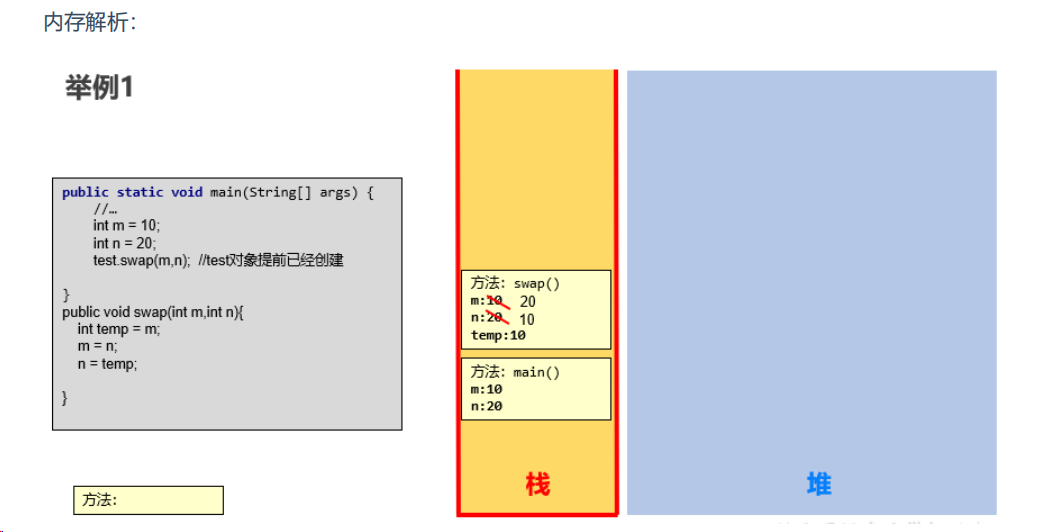 内存解析：
举例1
public static void main(String[] args) {
//…
int m = 10;
int n = 20;
test.swap(m,n); //test对象提前已经创建
}
public void swap(int m,int n){
int temp = m;
m = n;
n = temp;
}
方法：
方法：swap()
m:10 20
n:20 10
temp:10
方法：main()
m:10
n:20
栈
堆